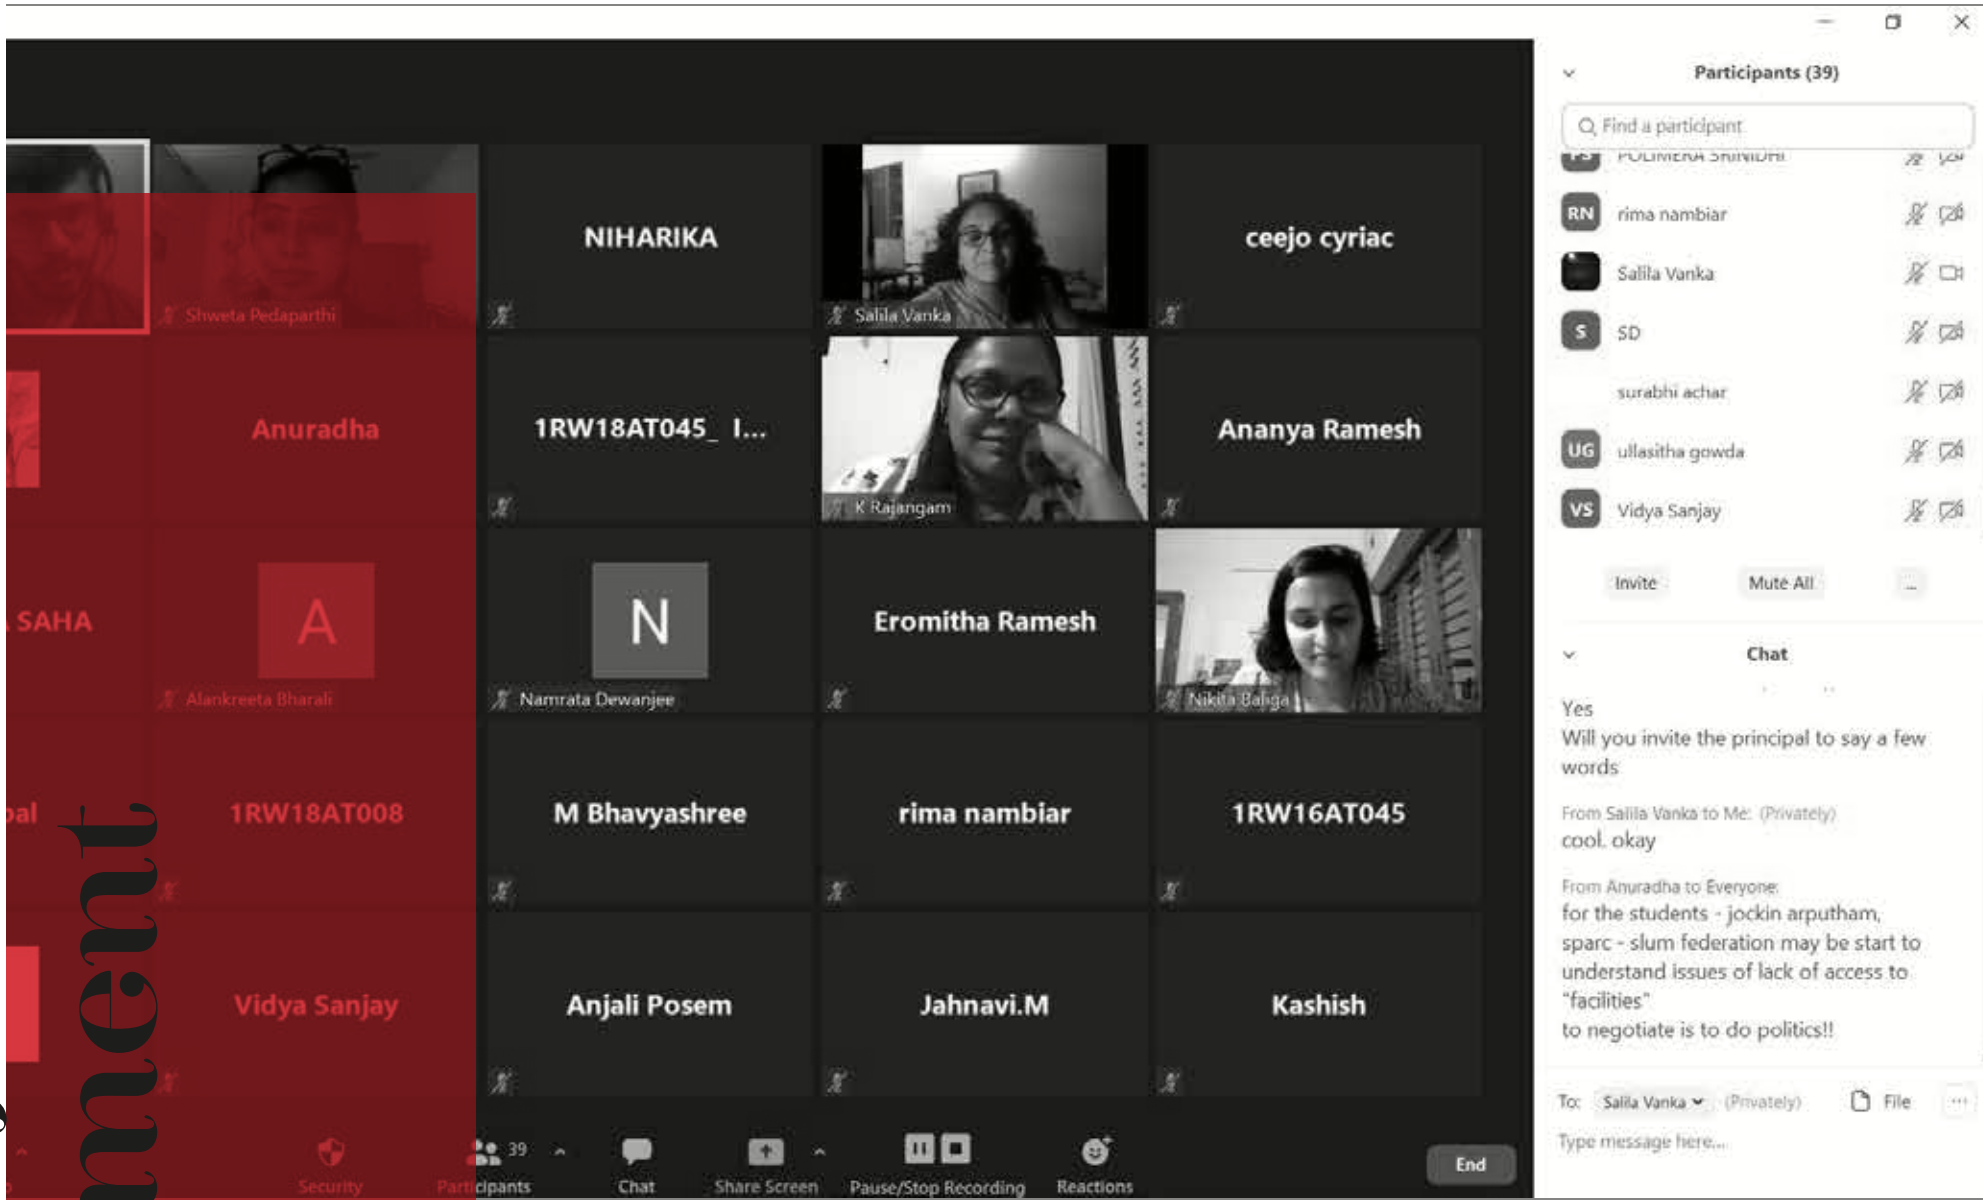 Participants (39)
Find a participant
POLIMERA SRINIDHI
RN rima nambiar
Salila Vanka
S SD
surabhi achar
UG ullasitha gowda
VS Vidya Sanjay
Invite Mute All ...
Chat
Yes
Will you invite the principal to say a few
words
From Salila Vanka to Me: (Privately)
cool. okay
From Anuradha to Everyone:
for the students - jockin arputham,
sparc - slum federation may be start to
understand issues of lack of access to
"facilities"
to negotiate is to do politics!!
To: Salila Vanka (Privately) File ...
Type message here...
Shweta Pedaparthi
NIHARIKA
Salila Vanka
ceejo cyriac
Anuradha
1RW18AT045_ I...
K Rajangam
Ananya Ramesh
SAHA
A
Alankreeta Bharali
N
Namrata Dewanjee
Eromitha Ramesh
Nikita Baliga
pal
1RW18AT008
M Bhavyashree
rima nambiar
1RW16AT045
Vidya Sanjay
Anjali Posem
Jahnavi.M
Kashish
ment
Security
39
Participants
Chat
Share Screen
Pause/Stop Recording
Reactions
End